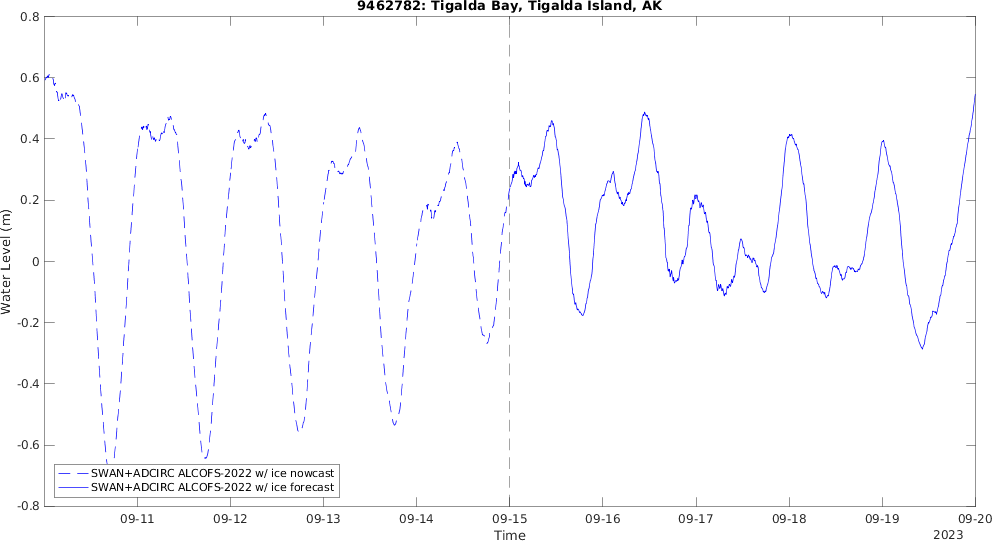 9462782: Tigalda Bay, Tigalda Island, AK
0.8
0.6
0.4
0.2
0
-0.2
-0.4
-0.6
-0.8
Water Level (m)
SWAN+ADCIRC ALCOFS-2022 w/ ice nowcast
SWAN+ADCIRC ALCOFS-2022 w/ ice forecast
09-11 09-12 09-13 09-14 09-15 09-16 09-17 09-18 09-19 09-20
Time
2023